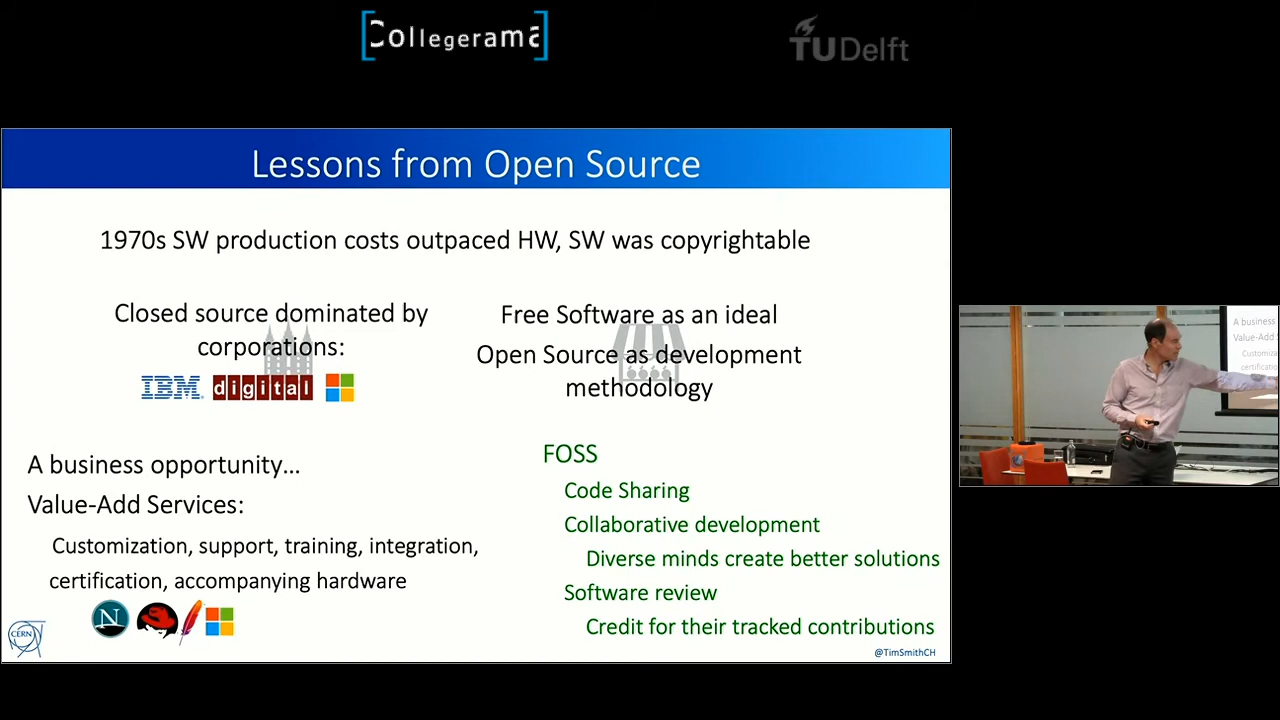 Collegerama
TUDelft
Lessons from Open Source
1970s SW production costs outpaced HW, SW was copyrightable
Closed source dominated by
corporations:
IBM digital
Free Software as an ideal
Open Source as development
methodology
A business opportunity...
Value-Add Services:
Customization, support, training, integration,
certification, accompanying hardware
N
CERN
FOSS
Code Sharing
Collaborative development
Diverse minds create better solutions
Software review
Credit for their tracked contributions
@TimSmithCH
A business
Value-Add
Customiz
certificatio